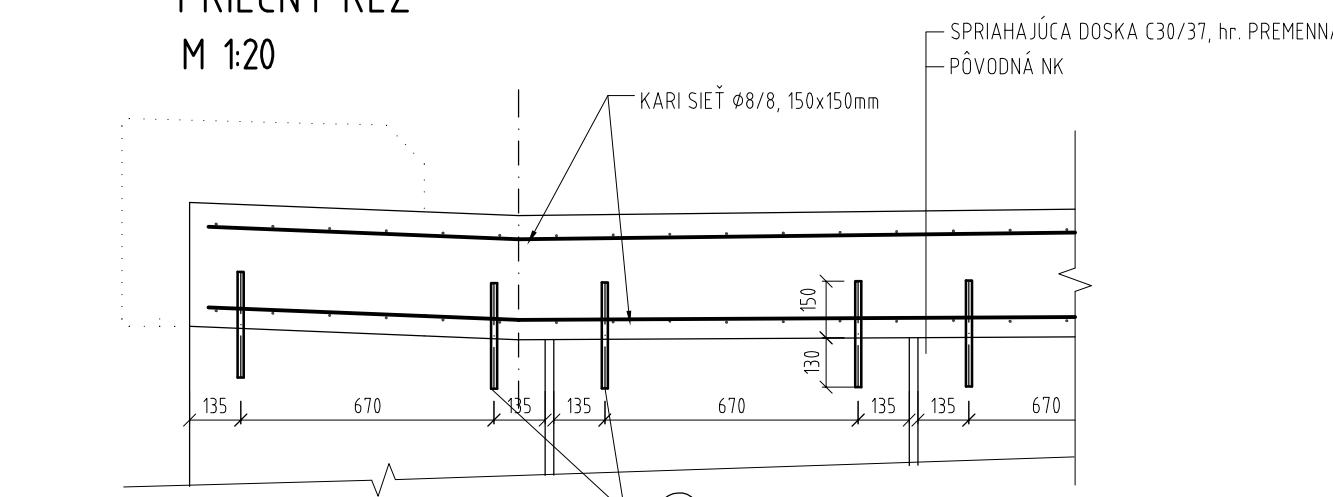 PRIEČNY REZ
M 1:20
SPRIAHAJÚCA DOSKA C30/37, hr. PREMENNÁ
PÔVODNÁ NK
KARI SIEŤ Ø8/8, 150x150mm
150
130
135 670 135 135 670 135 135 670